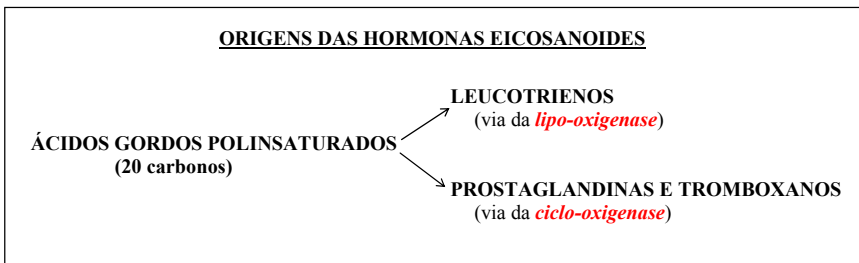 ORIGENS DAS HORMONAS EICOSANOIDES
LEUCOTRIENOS
(via da lipo-oxigenase)
ÁCIDOS GORDOS POLINSATURADOS
(20 carbonos)
PROSTAGLANDINAS E TROMBOXANOS
(via da ciclo-oxigenase)